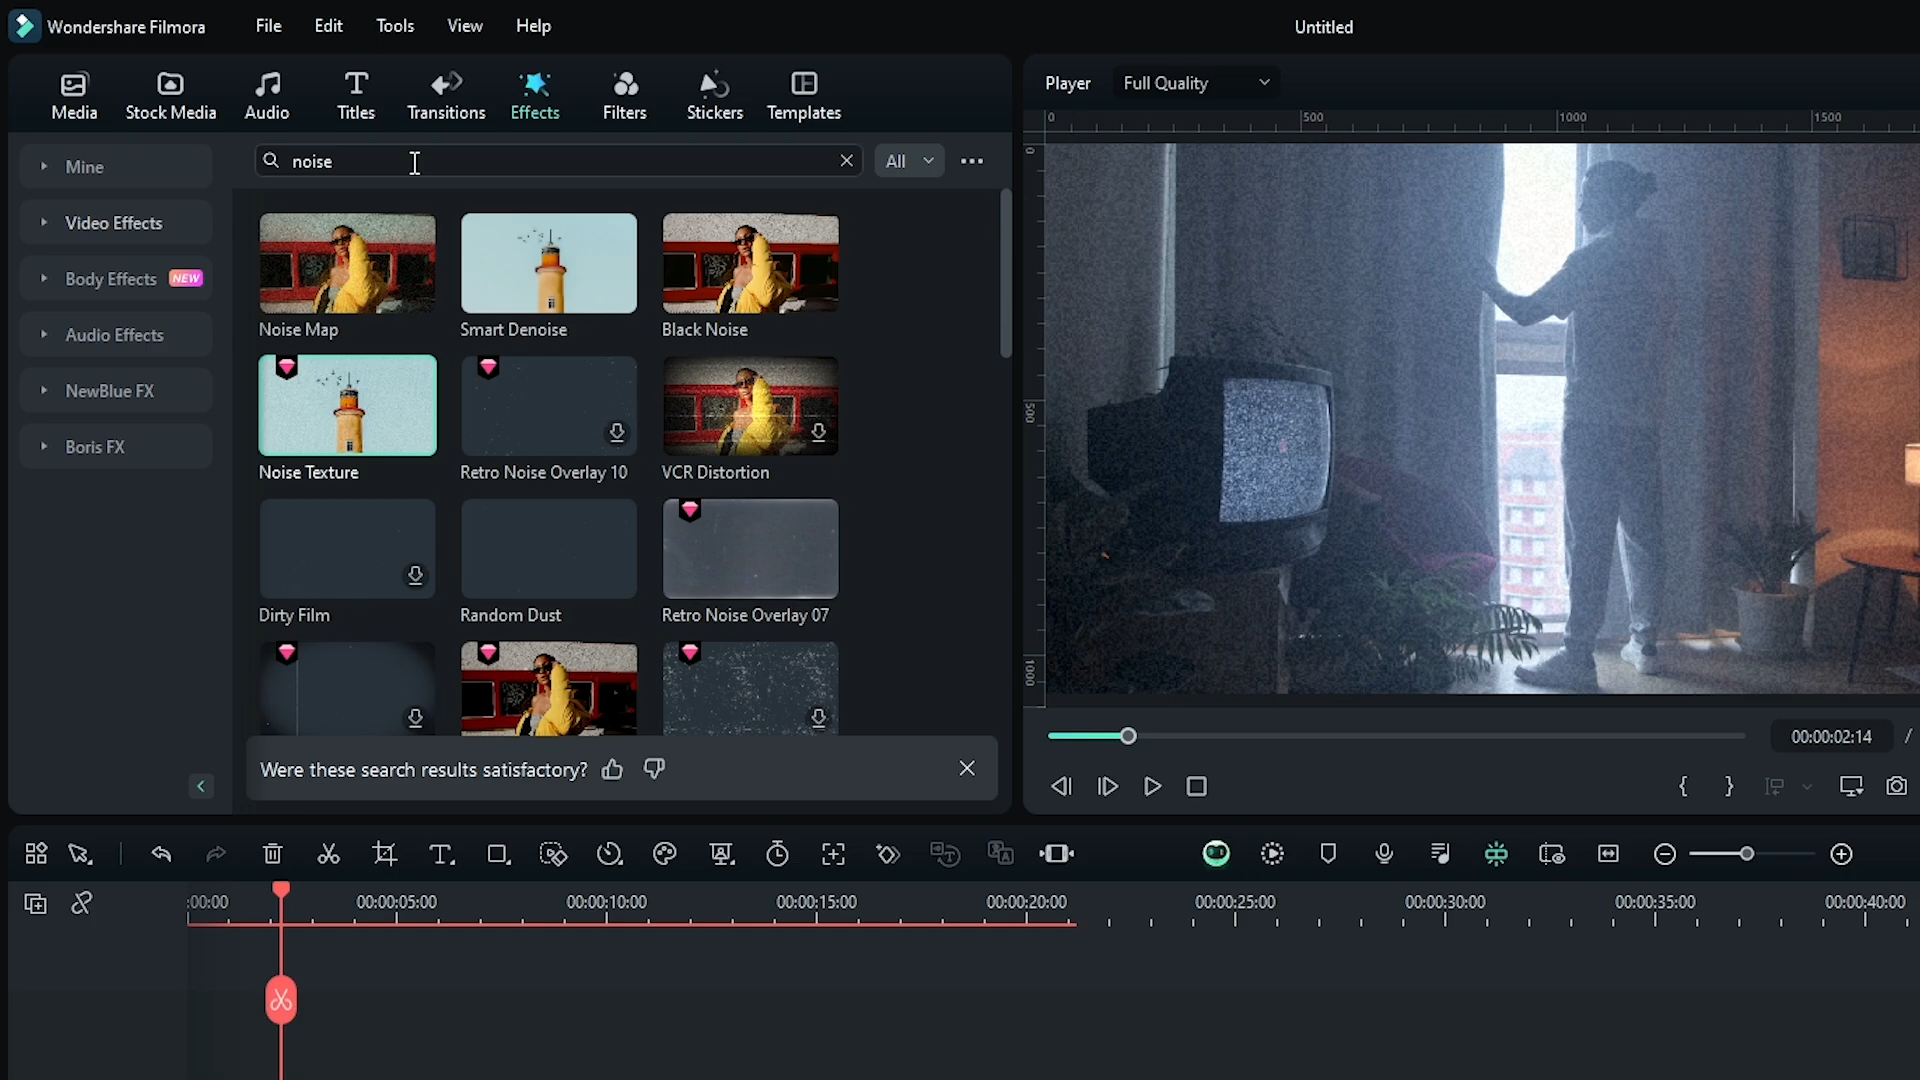 Wondershare Filmora File Edit Tools View Help Untitled
Media Stock Media Audio Titles Transitions Effects Filters Stickers Templates
Player Full Quality
0 500 1000 1500
0
500
1000
Mine
Video Effects
Body Effects NEW
Audio Effects
NewBlue FX
Boris FX
noise All
Noise Map Smart Denoise Black Noise
Noise Texture Retro Noise Overlay 10 VCR Distortion
Dirty Film Random Dust Retro Noise Overlay 07
Were these search results satisfactory?
00:00:02:14 /
:00:00 00:00:05:00 00:00:10:00 00:00:15:00 00:00:20:00 00:00:25:00 00:00:30:00 00:00:35:00 00:00:40:00